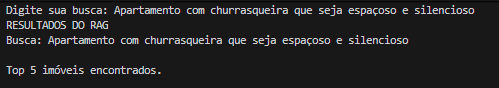 Digite sua busca: Apartamento com churrasqueira que seja espaçoso e silencioso
RESULTADOS DO RAG
Busca: Apartamento com churrasqueira que seja espaçoso e silencioso
Top 5 imóveis encontrados.